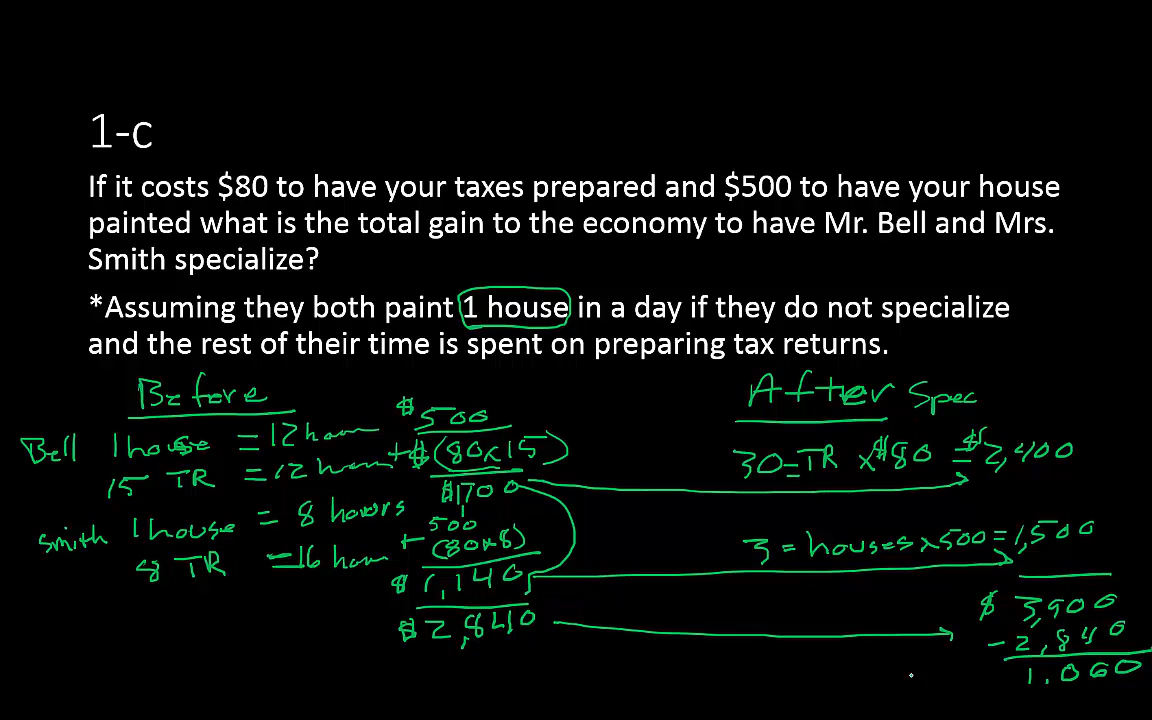 1-c
If it costs $80 to have your taxes prepared and $500 to have your house
painted what is the total gain to the economy to have Mr. Bell and Mrs.
Smith specialize?
*Assuming they both paint 1 house in a day if they do not specialize
and the rest of their time is spent on preparing tax returns.
Before
Bell 1 house = 12 hours
15 TR = 12 hours
Smith 1 house = 8 hours
8 TR = 16 hours
$500
+ $(80x15)
$1700
500
+ (80x8)
$1,140
$2,840
After Spec
30 = TR x $80 = $2,400
3 = houses x 500 = 1,500
$ 3,900
- 2,840
1,060